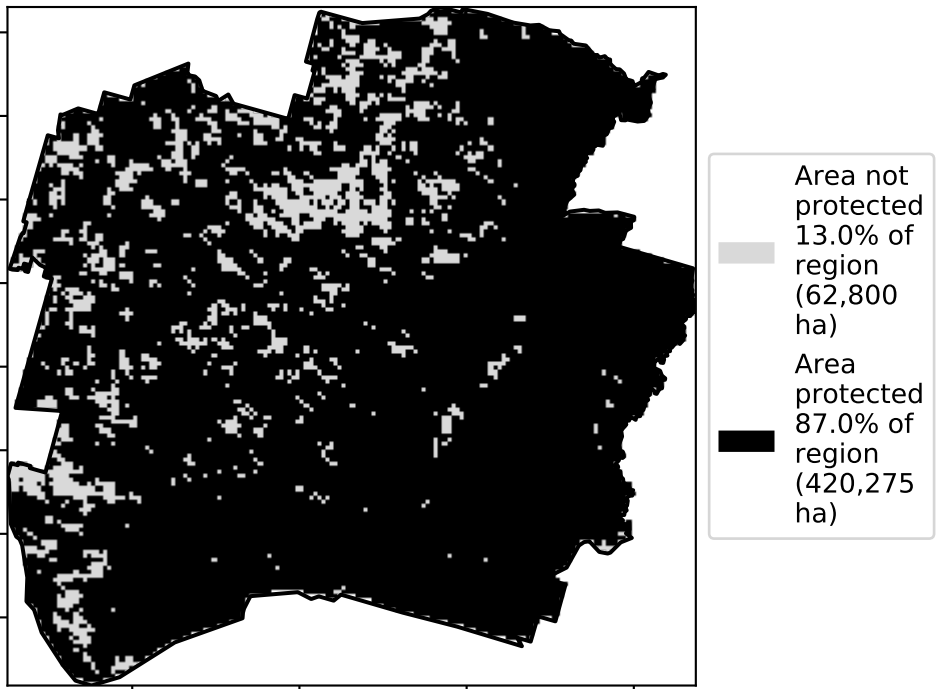 Area not
protected
13.0% of
region
(62,800
ha)
Area
protected
87.0% of
region
(420,275
ha)